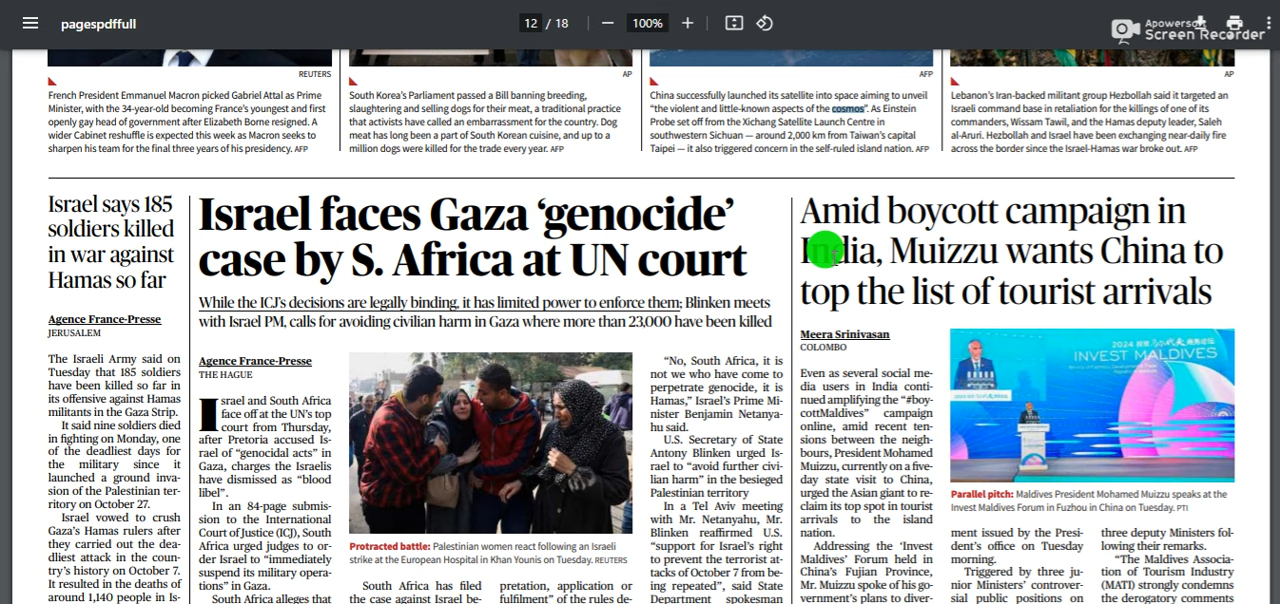 pagespdffull
12 / 18
100%
Apowersoft
Screen Recorder
REUTERS
French President Emmanuel Macron picked Gabriel Attal as Prime
Minister, with the 34-year-old becoming France's youngest and first
openly gay head of government after Elizabeth Borne resigned. A
wider Cabinet reshuffle is expected this week as Macron seeks to
sharpen his team for the final three years of his presidency. AFP
AP
South Korea's Parliament passed a Bill banning breeding,
slaughtering and selling dogs for their meat, a traditional practice
that activists have called an embarrassment for the country. Dog
meat has long been a part of South Korean cuisine, and up to a
million dogs were killed for the trade every year. AFP
AFP
China successfully launched its satellite into space aiming to unveil
“the violent and little-known aspects of the cosmos”. As Einstein
Probe set off from the Xichang Satellite Launch Centre in
southwestern Sichuan — around 2,000 km from Taiwan's capital
Taipei — it also triggered concern in the self-ruled island nation. AFP
AP
Lebanon's Iran-backed militant group Hezbollah said it targeted an
Israeli command base in retaliation for the killings of one of its
commanders, Wissam Tawil, and the Hamas deputy leader, Saleh
al-Aruri. Hezbollah and Israel have been exchanging near-daily fire
across the border since the Israel-Hamas war broke out. AFP
Israel says 185
soldiers killed
in war against
Hamas so far
Agence France-Presse
JERUSALEM
The Israeli Army said on
Tuesday that 185 soldiers
have been killed so far in
its offensive against Hamas
militants in the Gaza Strip.
It said nine soldiers died
in fighting on Monday, one
of the deadliest days for
the military since it
launched a ground inva-
sion of the Palestinian ter-
ritory on October 27.
Israel vowed to crush
Gaza's Hamas rulers after
they carried out the dea-
dliest attack in the coun-
try's history on October 7.
It resulted in the deaths of
around 1,140 people in Is-
Israel faces Gaza ‘genocide’
case by S. Africa at UN court
While the ICJ's decisions are legally binding, it has limited power to enforce them; Blinken meets
with Israel PM, calls for avoiding civilian harm in Gaza where more than 23,000 have been killed
Agence France-Presse
THE HAGUE
Israel and South Africa
face off at the UN's top
court from Thursday,
after Pretoria accused Is-
rael of “genocidal acts” in
Gaza, charges the Israelis
have dismissed as “blood
libel”.
In an 84-page submis-
sion to the International
Court of Justice (ICJ), South
Africa urged judges to or-
der Israel to “immediately
suspend its military opera-
tions” in Gaza.
South Africa alleges that
Protracted battle: Palestinian women react following an Israeli
strike at the European Hospital in Khan Younis on Tuesday. REUTERS
South Africa has filed
the case against Israel be-
pretation, application or
fulfilment” of the rules de-
“No, South Africa, it is
not we who have come to
perpetrate genocide, it is
Hamas,” Israel's Prime Mi-
nister Benjamin Netanya-
hu said.
U.S. Secretary of State
Antony Blinken urged Is-
rael to “avoid further civi-
lian harm” in the besieged
Palestinian territory
In a Tel Aviv meeting
with Mr. Netanyahu, Mr.
Blinken reaffirmed U.S.
“support for Israel's right
to prevent the terrorist at-
tacks of October 7 from be-
ing repeated”, said State
Department spokesman
Amid boycott campaign in
India, Muizzu wants China to
top the list of tourist arrivals
Meera Srinivasan
COLOMBO
Even as several social me-
dia users in India conti-
nued amplifying the “#boy-
cottMaldives” campaign
online, amid recent ten-
sions between the neigh-
bours, President Mohamed
Muizzu, currently on a five-
day state visit to China,
urged the Asian giant to re-
claim its top spot in tourist
arrivals to the island
nation.
Addressing the ‘Invest
Maldives’ Forum held in
China's Fujian Province,
Mr. Muizzu spoke of his go-
vernment's plans to diver-
2024
INVEST MALDIVES
Parallel pitch: Maldives President Mohamed Muizzu speaks at the
Invest Maldives Forum in Fuzhou in China on Tuesday. PTI
ment issued by the Presi-
dent's office on Tuesday
morning.
Triggered by three ju-
nior Ministers' controver-
sial public positions on
three deputy Ministers fol-
lowing their remarks.
“The Maldives Associa-
tion of Tourism Industry
(MATI) strongly condemns
the derogatory comments